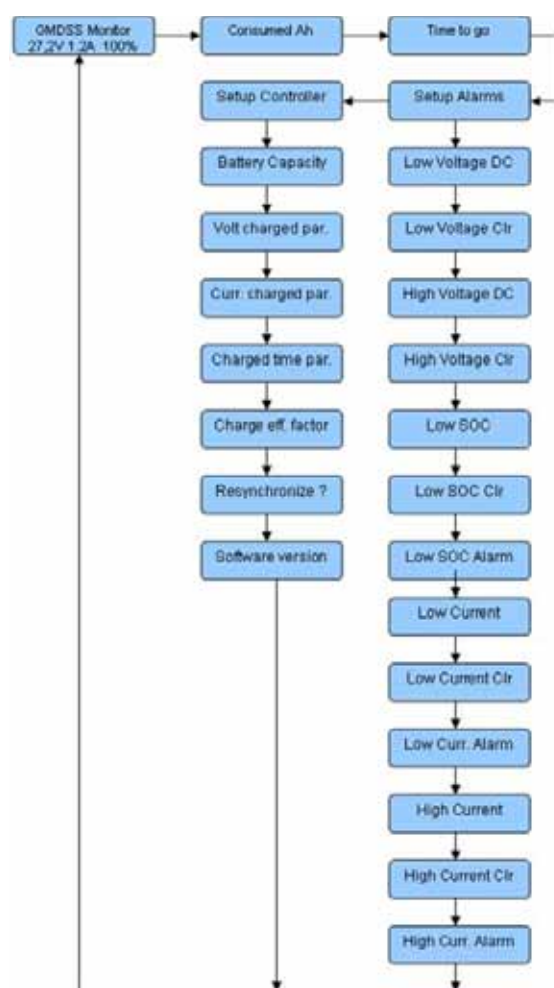 GMDSS Monitor
27,2V 1.2A 100%
Consumed Ah
Time to go
Setup Controller
Setup Alarms
Battery Capacity
Low Voltage DC
Volt charged par.
Low Voltage Clr
Curr. charged par.
High Voltage DC
Charged time par.
High Voltage Clr
Charge eff. factor
Low SOC
Resynchronize ?
Low SOC Clr
Software version
Low SOC Alarm
Low Current
Low Current Clr
Low Curr. Alarm
High Current
High Current Clr
High Curr. Alarm